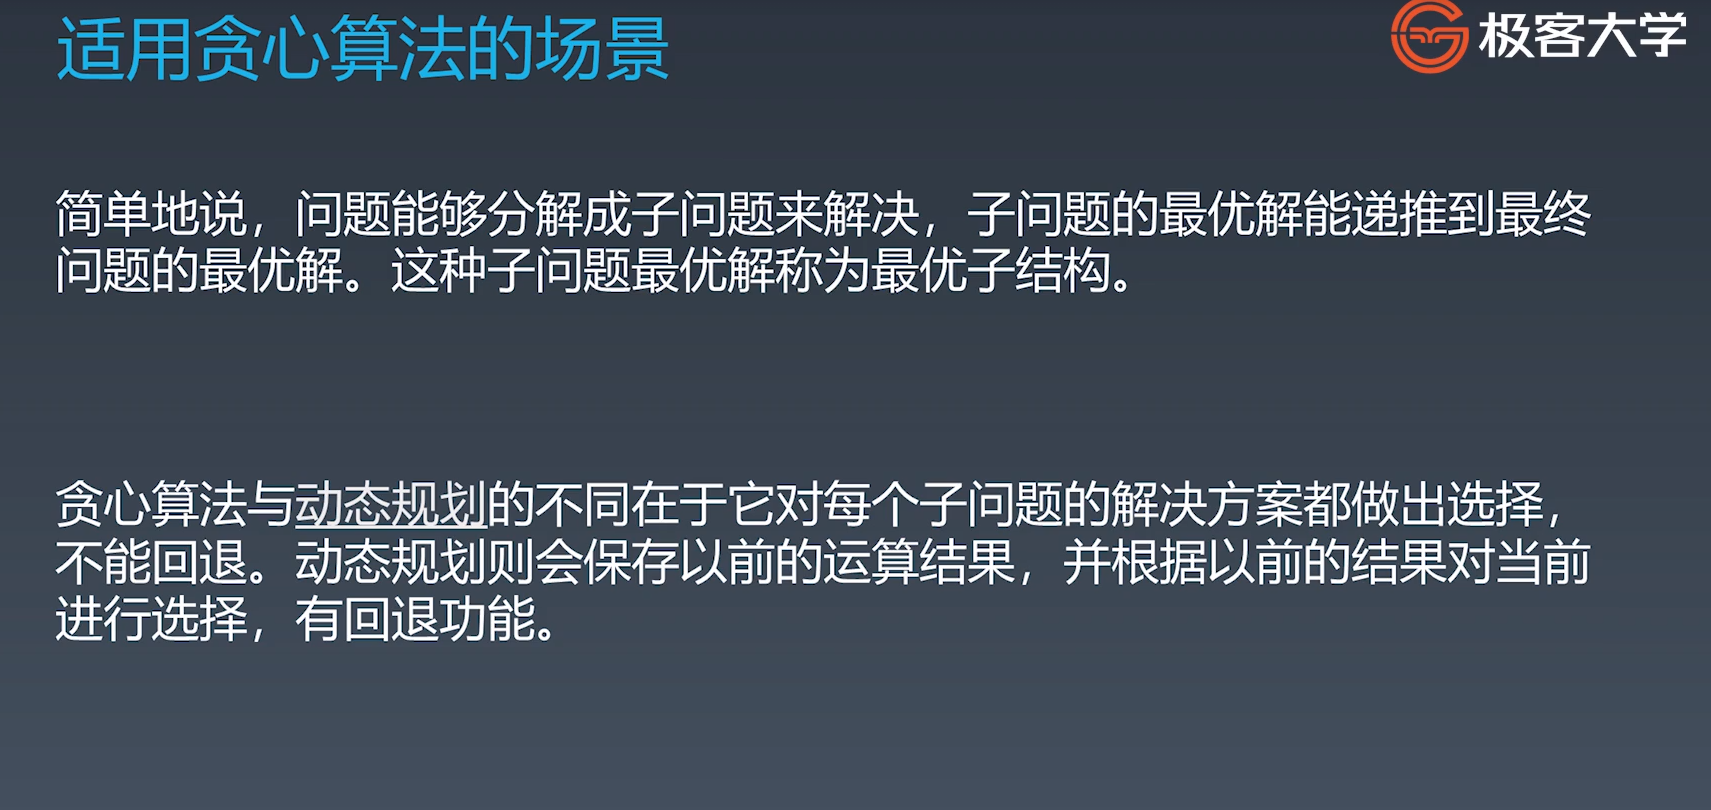 适用贪心算法的场景
极客大学
简单地说，问题能够分解成子问题来解决，子问题的最优解能递推到最终
问题的最优解。这种子问题最优解称为最优子结构。
贪心算法与动态规划的不同在于它对每个子问题的解决方案都做出选择，
不能回退。动态规划则会保存以前的运算结果，并根据以前的结果对当前
进行选择，有回退功能。